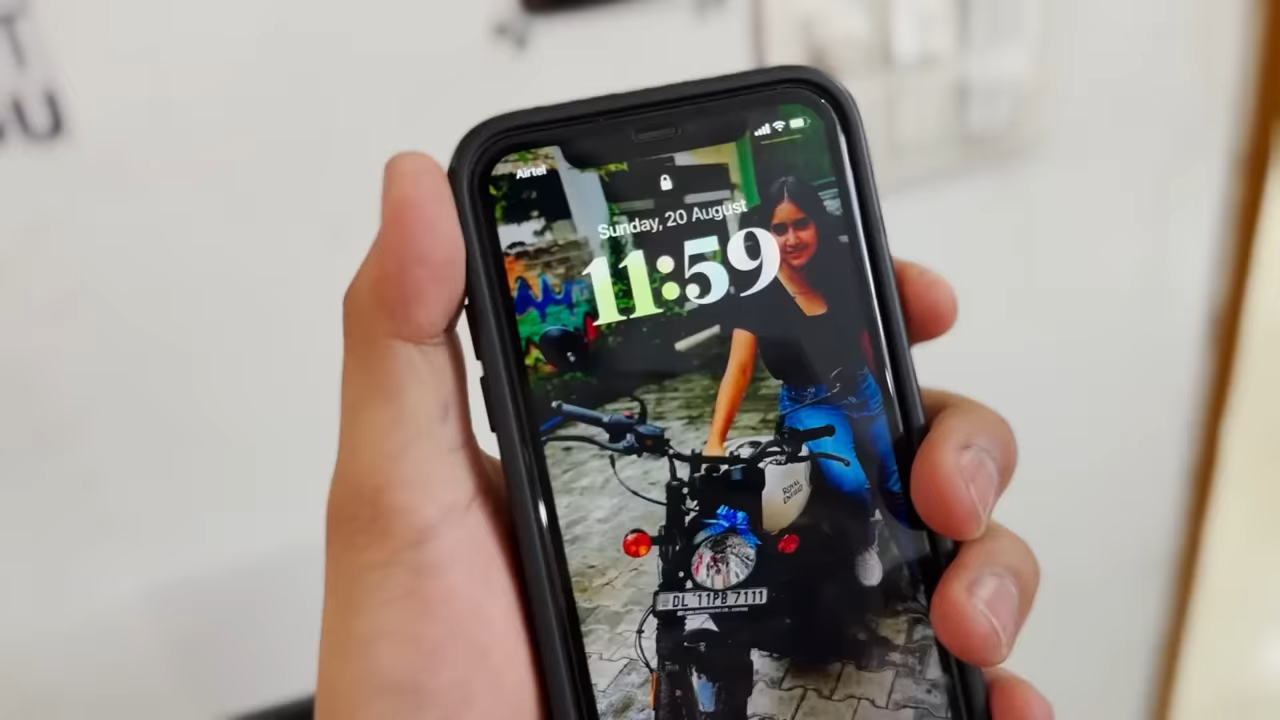 T
Airtel
Sunday, 20 August
11:59
ROYAL
ENFIELD
DL 11PB 7111